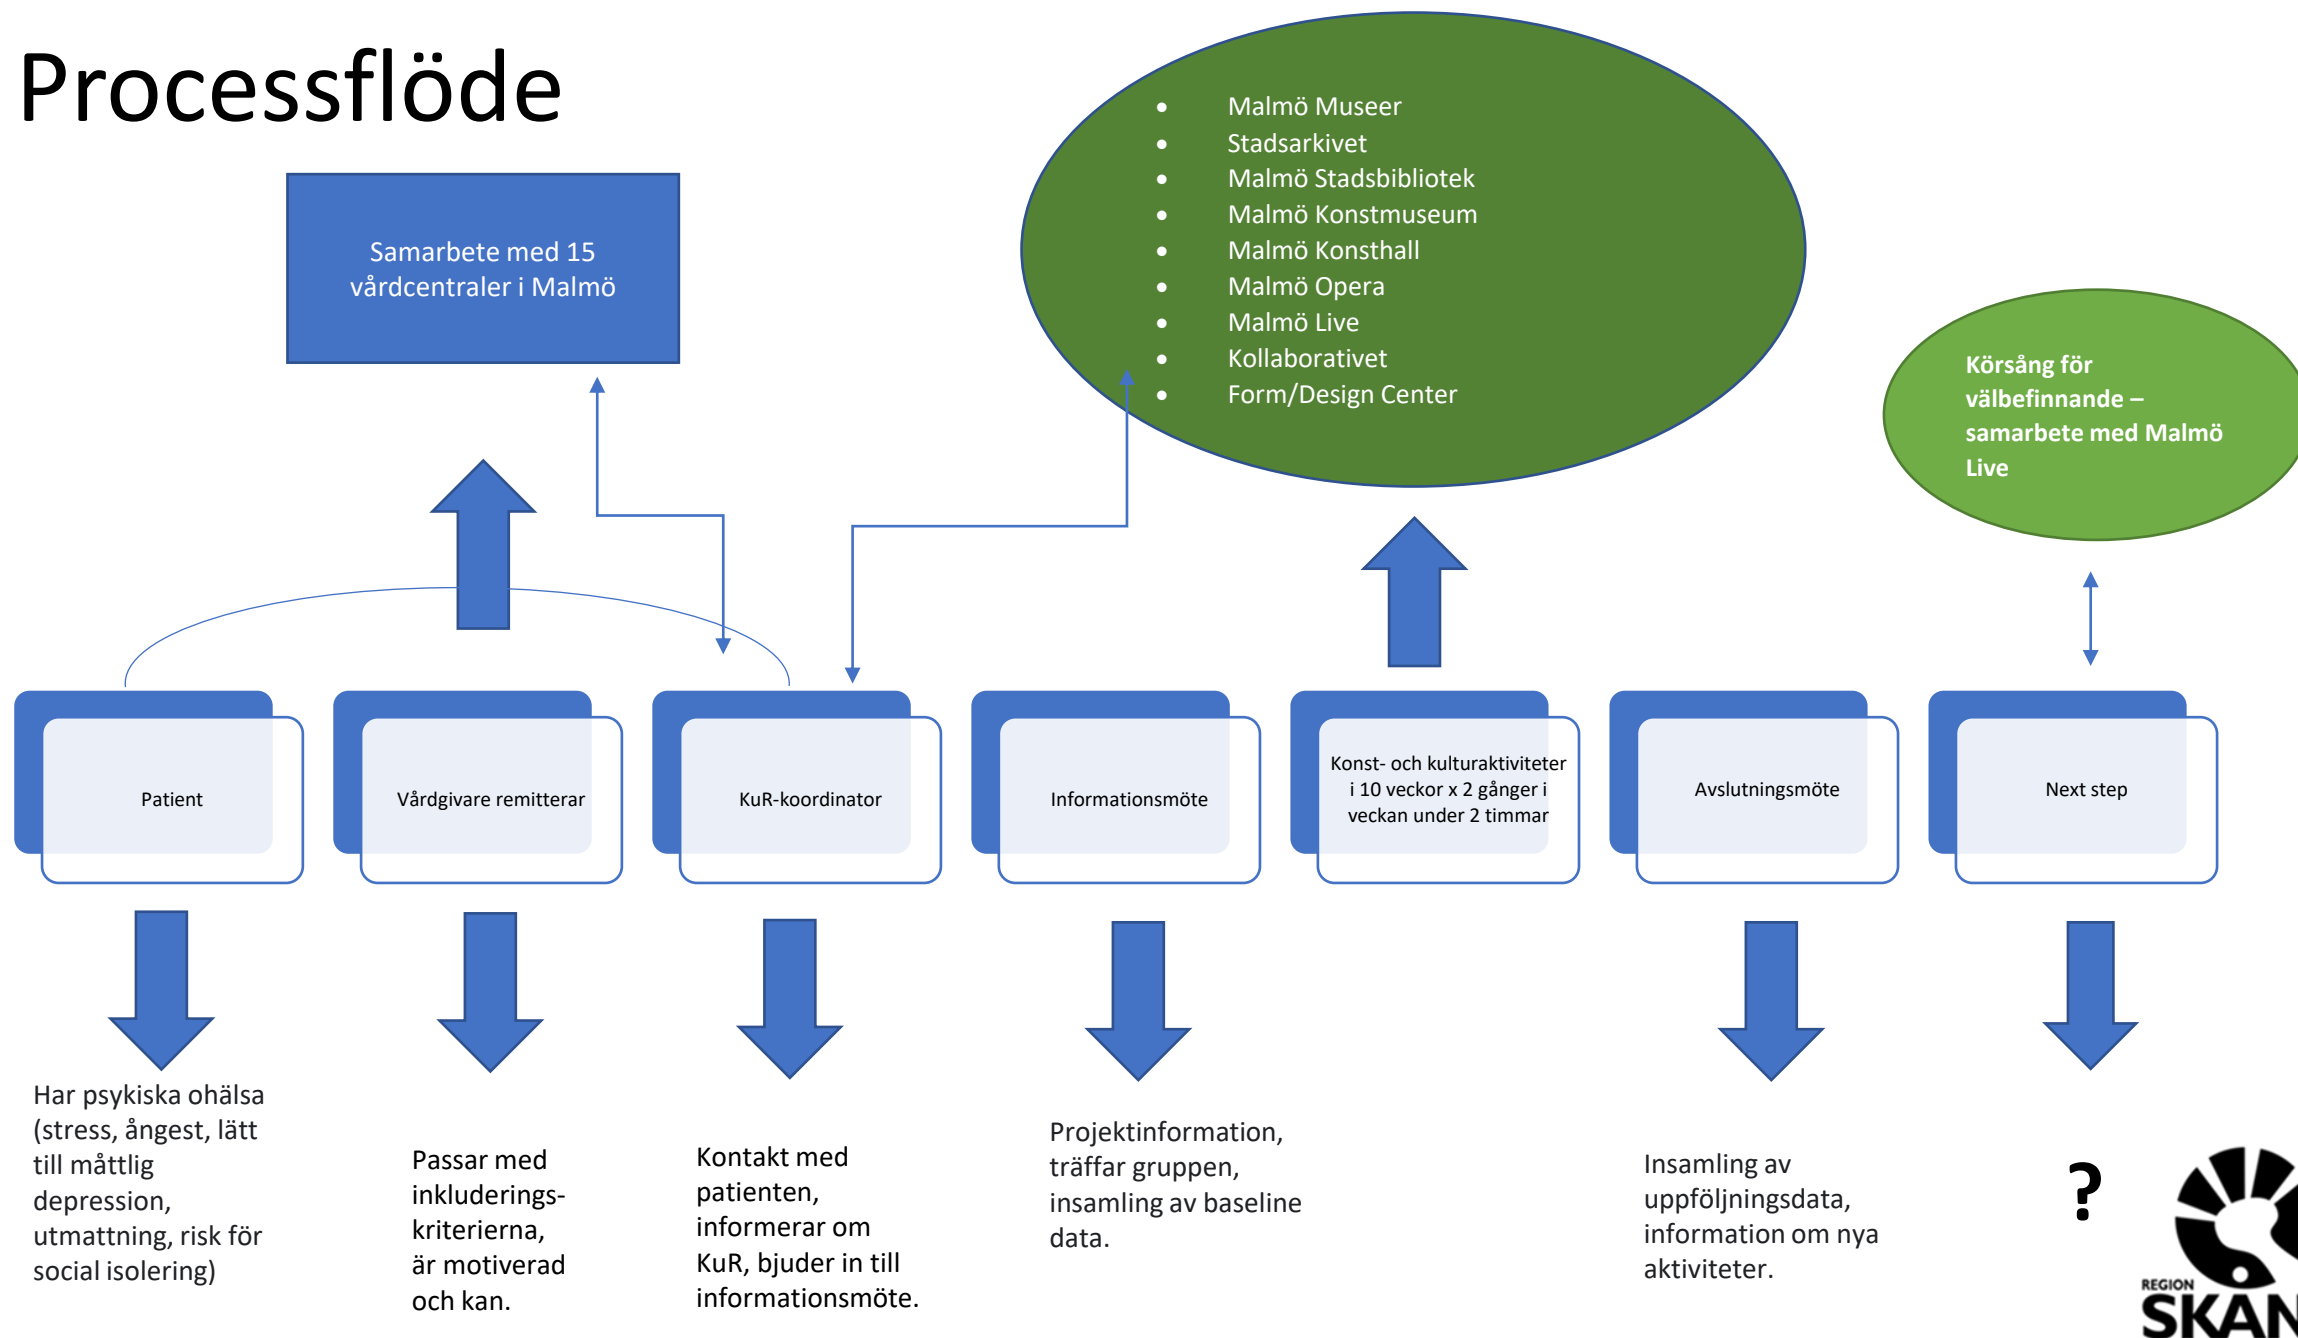 Processflöde
Samarbete med 15
vårdcentraler i Malmö
• Malmö Museer
• Stadsarkivet
• Malmö Stadsbibliotek
• Malmö Konstmuseum
• Malmö Konsthall
• Malmö Opera
• Malmö Live
• Kollaborativet
• Form/Design Center
Körsång för
välbefinnande –
samarbete med Malmö
Live
Patient
Vårdgivare remitterar
KuR-koordinator
Informationsmöte
Konst- och kulturaktiviteter
i 10 veckor x 2 gånger i
veckan under 2 timmar
Avslutningsmöte
Next step
Har psykiska ohälsa
(stress, ångest, lätt
till måttlig
depression,
utmattning, risk för
social isolering)
Passar med
inkluderings-
kriterierna,
är motiverad
och kan.
Kontakt med
patienten,
informerar om
KuR, bjuder in till
informationsmöte.
Projektinformation,
träffar gruppen,
insamling av baseline
data.
Insamling av
uppföljningsdata,
information om nya
aktiviteter.
?
REGION
SKAN